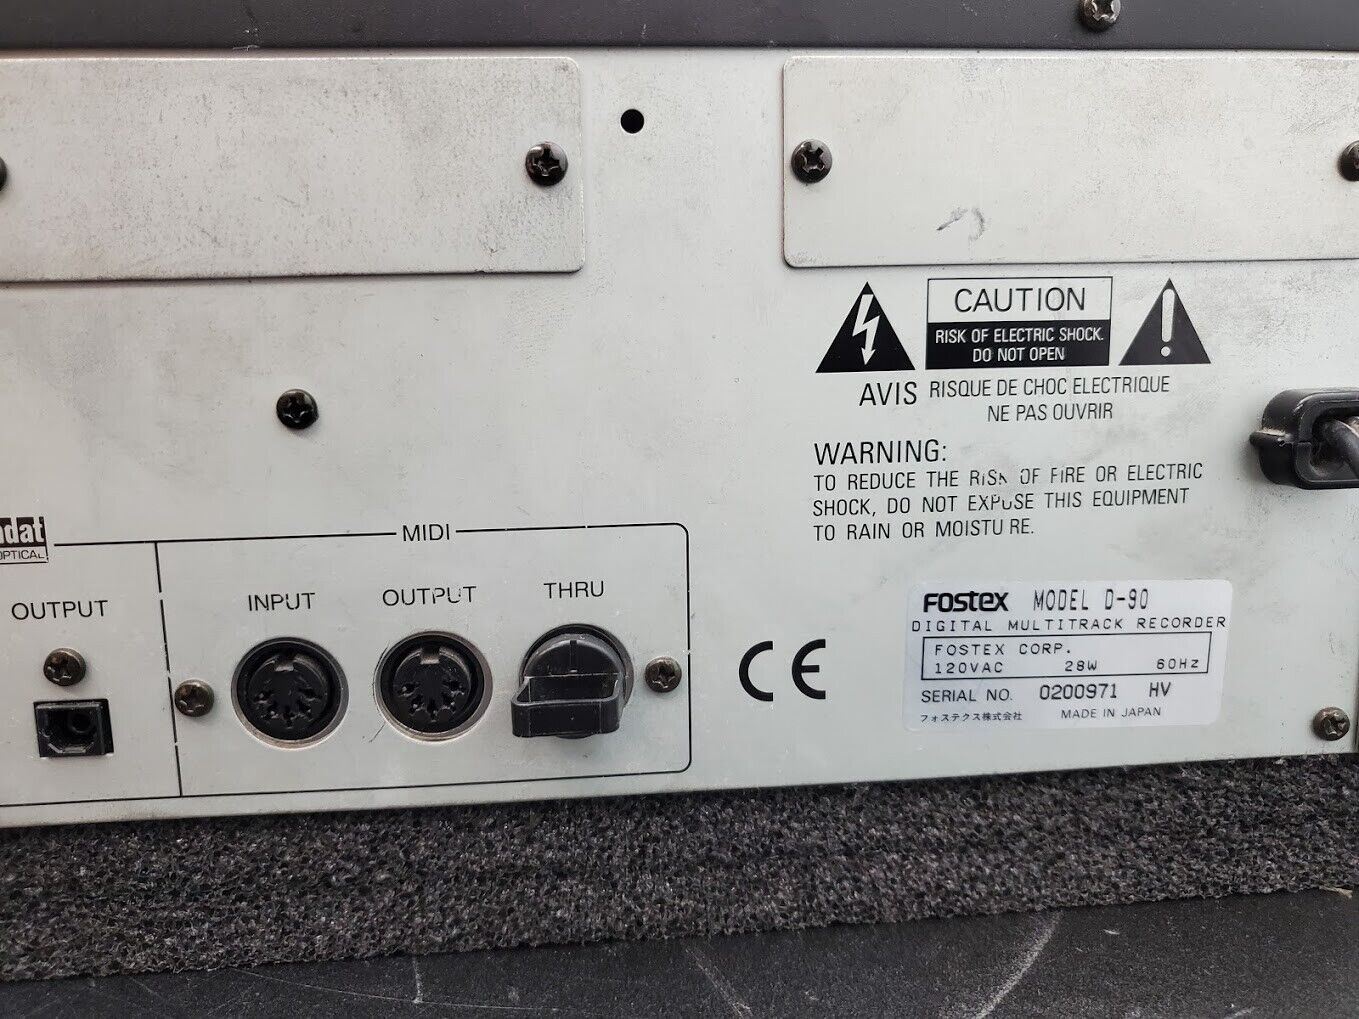 CAUTION
RISK OF ELECTRIC SHOCK.
DO NOT OPEN
AVIS RISQUE DE CHOC ELECTRIQUE
NE PAS OUVRIR
WARNING:
TO REDUCE THE RISK OF FIRE OR ELECTRIC
SHOCK, DO NOT EXPOSE THIS EQUIPMENT
TO RAIN OR MOISTURE.
OPTICAL
OUTPUT
MIDI
INPUT
OUTPUT
THRU
CE
FOSTEX MODEL D-90
DIGITAL MULTITRACK RECORDER
FOSTEX CORP.
120VAC 28W 60Hz
SERIAL NO. 0200971 HV
フォステクス株式会社 MADE IN JAPAN